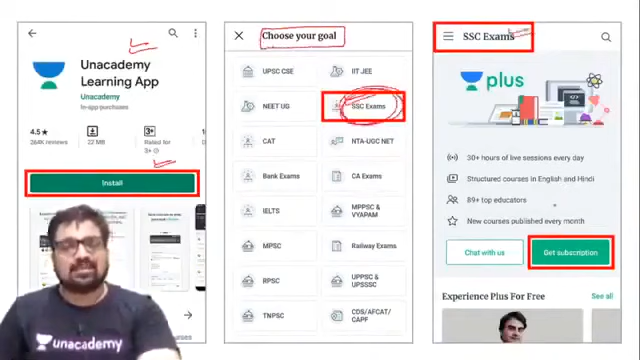 Unacademy
Learning App
Unacademy
In-app purchases
4.5★
264K reviews
22 MB
3+
Rated for
3+
Install
Choose your goal
UPSC CSE
IIT JEE
NEET UG
SSC Exams
CAT
NTA-UGC NET
Bank Exams
CA Exams
IELTS
MPPSC &
VYAPAM
MPSC
Railway Exams
RPSC
UPPSC &
UPSSSC
TNPSC
CDS/AFCAT/
CAPF
SSC Exams
plus
30+ hours of live sessions every day
Structured courses in English and Hindi
89+ top educators
New courses published every month
Chat with us
Get subscription
Experience Plus For Free
See all
unacademy